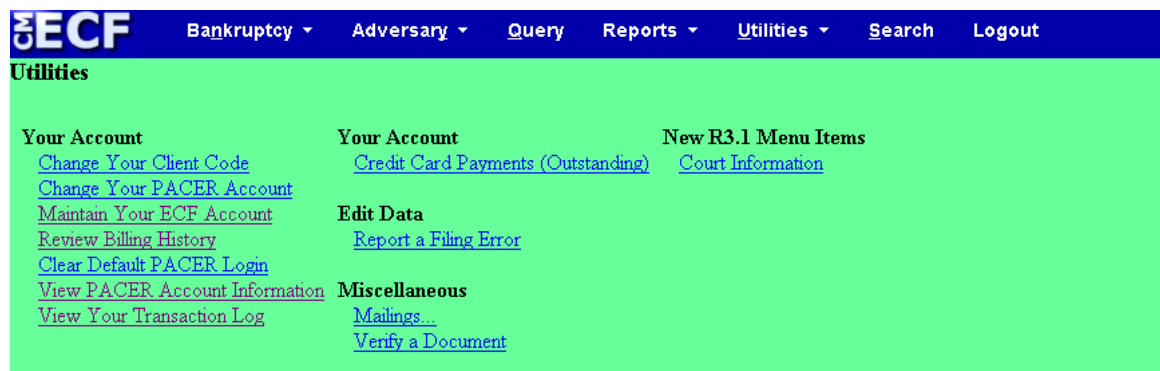 CM ECF Bankruptcy Adversary Query Reports Utilities Search Logout
Utilities
Your Account
Change Your Client Code
Change Your PACER Account
Maintain Your ECF Account
Review Billing History
Clear Default PACER Login
View PACER Account Information
View Your Transaction Log
Your Account
Credit Card Payments (Outstanding)
Edit Data
Report a Filing Error
Miscellaneous
Mailings...
Verify a Document
New R3.1 Menu Items
Court Information